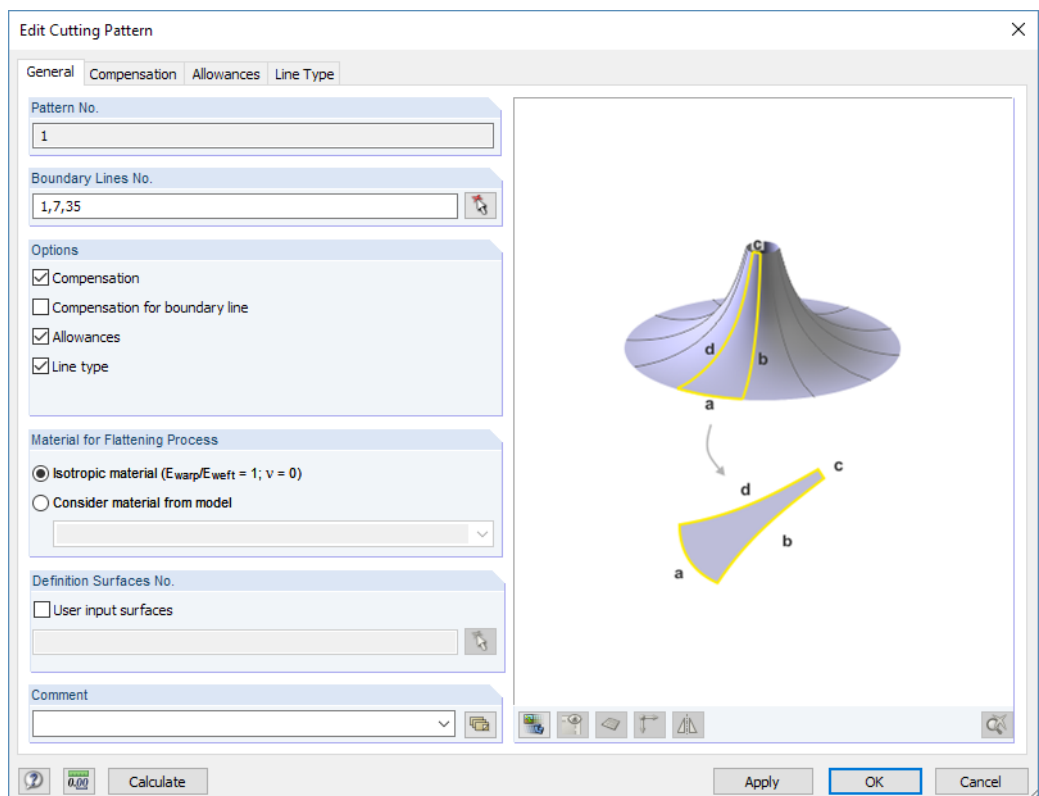 Edit Cutting Pattern
General Compensation Allowances Line Type
Pattern No.
1
Boundary Lines No.
1,7,35
Options
Compensation
Compensation for boundary line
Allowances
Line type
Material for Flattening Process
Isotropic material (Ewarp/Eweft = 1; ν = 0)
Consider material from model
Definition Surfaces No.
User input surfaces
Comment
c
d
b
a
c
d
b
a
0.00
Calculate
Apply
OK
Cancel